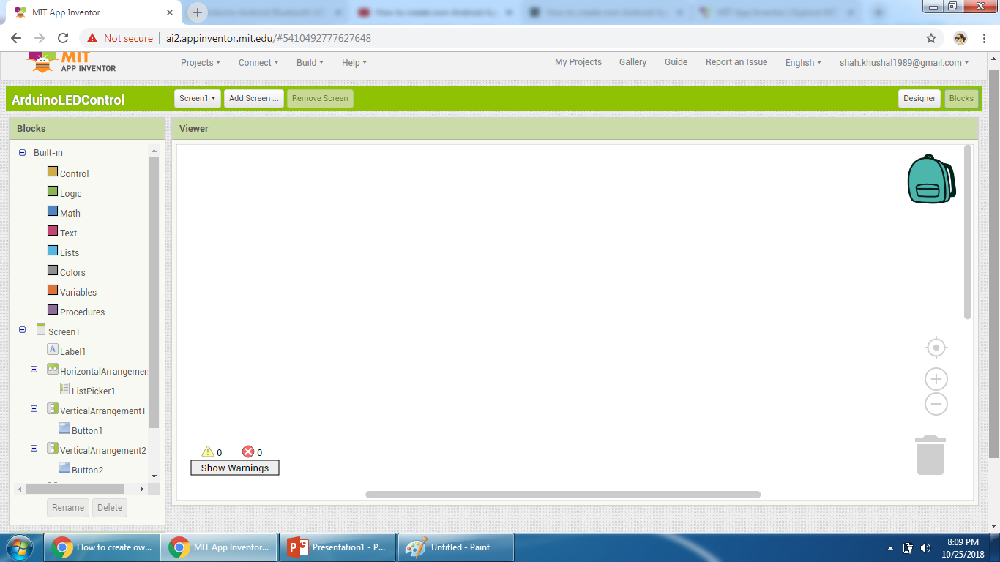 MIT App Inventor
Not secure
ai2.appinventor.mit.edu/#5410492777627648
MIT
APP INVENTOR
Projects
Connect
Build
Help
My Projects
Gallery
Guide
Report an Issue
English
shah.khushal1989@gmail.com
ArduinoLEDControl
Screen1
Add Screen ...
Remove Screen
Designer
Blocks
Blocks
Viewer
Built-in
Control
Logic
Math
Text
Lists
Colors
Variables
Procedures
Screen1
A
Label1
HorizontalArrangemen
ListPicker1
VerticalArrangement1
Button1
VerticalArrangement2
Button2
Rename
Delete
0
0
Show Warnings
How to create ow...
MIT App Inventor...
Presentation1 - P...
Untitled - Paint
8:09 PM
10/25/2018